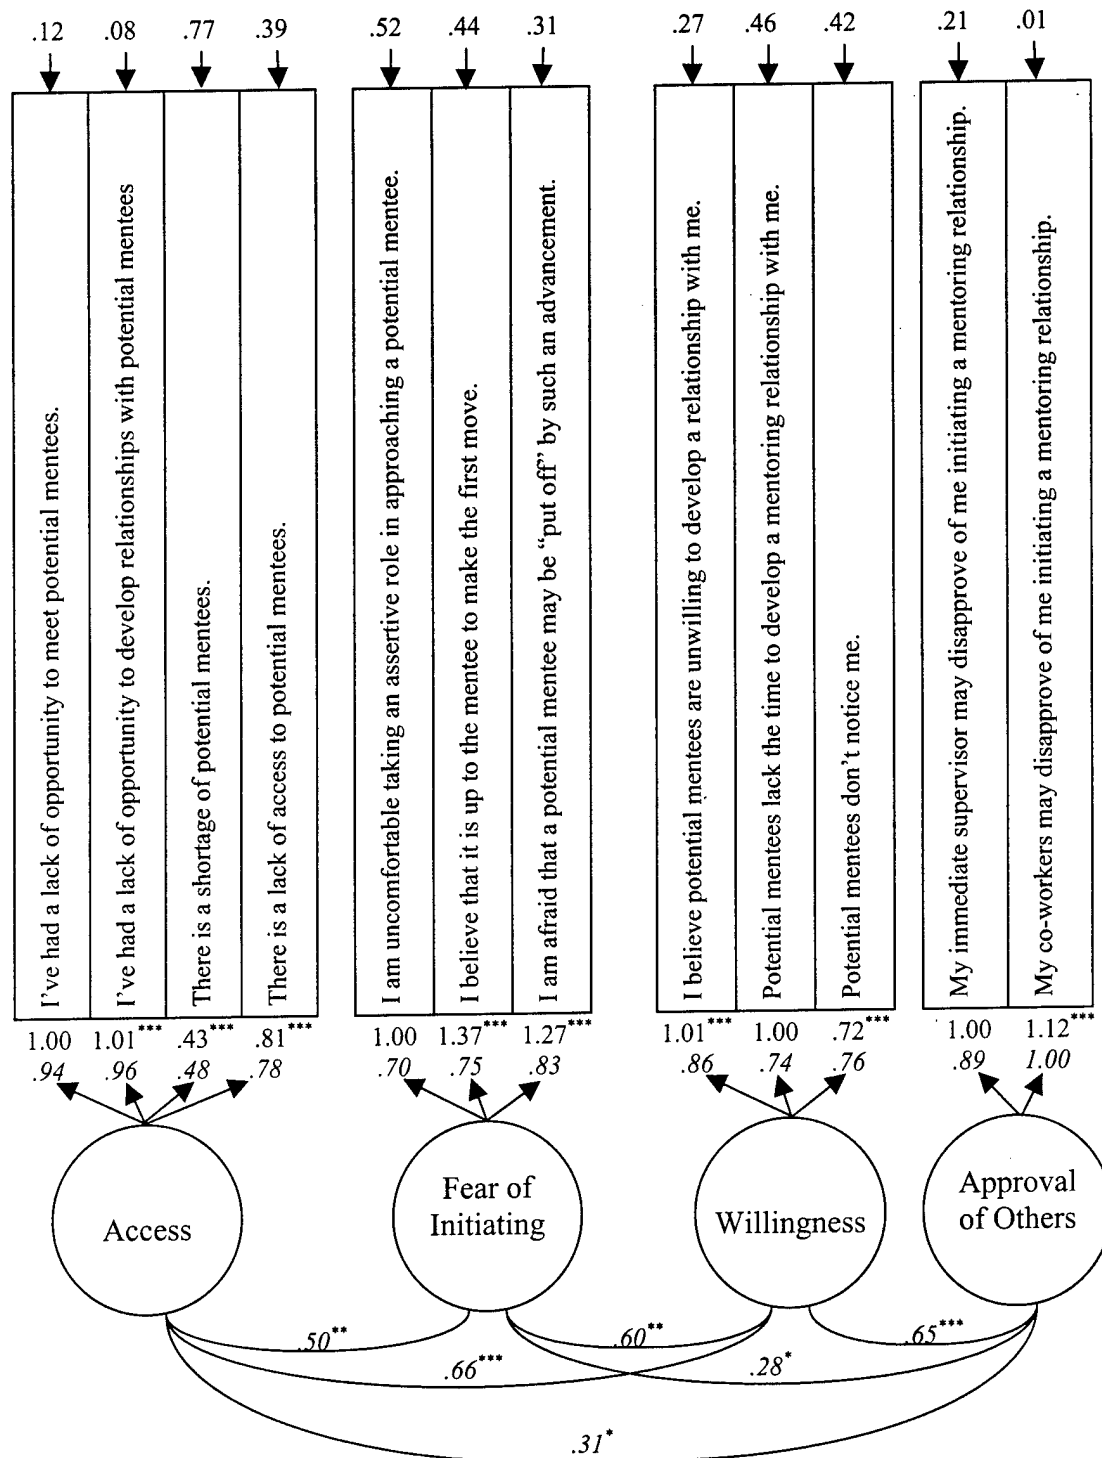 .12 .08 .77 .39 .52 .44 .31 .27 .46 .42 .21 .01
I've had a lack of opportunity to meet potential mentees.
I've had a lack of opportunity to develop relationships with potential mentees
There is a shortage of potential mentees.
There is a lack of access to potential mentees.
I am uncomfortable taking an assertive role in approaching a potential mentee.
I believe that it is up to the mentee to make the first move.
I am afraid that a potential mentee may be “put off” by such an advancement.
I believe potential mentees are unwilling to develop a relationship with me.
Potential mentees lack the time to develop a mentoring relationship with me.
Potential mentees don't notice me.
My immediate supervisor may disapprove of me initiating a mentoring relationship.
My co-workers may disapprove of me initiating a mentoring relationship.
1.00 1.01*** .43*** .81*** 1.00 1.37*** 1.27*** 1.01*** 1.00 .72*** 1.00 1.12***
.94 .96 .48 .78 .70 .75 .83 .86 .74 .76 .89 1.00
Access
Fear of
Initiating
Willingness
Approval
of Others
.50** .60** .65***
.66*** .28*
.31*